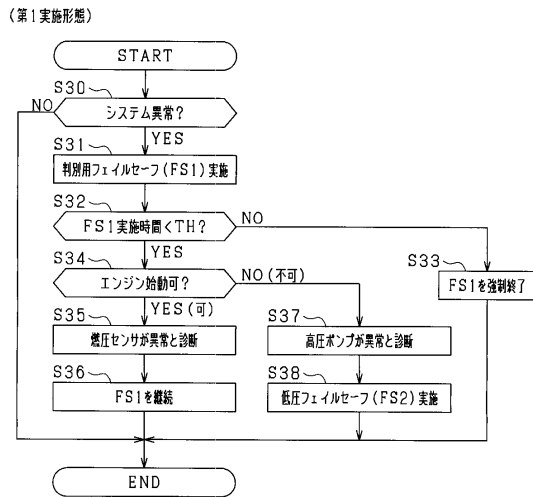 (第1実施形態)
START
S30
NO
システム異常?
YES
S31
判別用フェイルセーフ(FS1)実施
S32
FS1実施時間<TH?
NO
YES
S33
FS1を強制終了
S34
エンジン始動可?
NO(不可)
YES(可)
S35
燃圧センサが異常と診断
S37
高圧ポンプが異常と診断
S36
FS1を継続
S38
低圧フェイルセーフ(FS2)実施
END